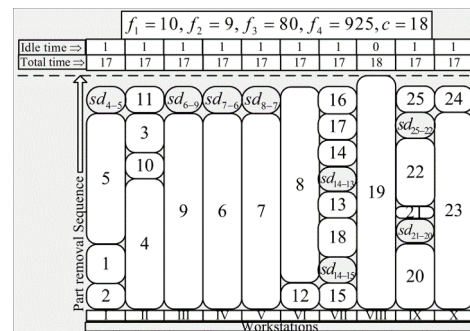 f₁ = 10, f₂ = 9, f₃ = 80, f₄ = 925, c = 18
Idle time ⇒ 1 1 1 1 1 1 1 0 1 1
Total time ⇒ 17 17 17 17 17 17 17 18 17 17
sd₄₋₅ 11 sd₆₋₉ sd₇₋₆ sd₈₋₇ 16 25 24
3 17 sd₂₅₋₂₂
10 14
5 9 6 7 8 sd₁₄₋₁₃ 19 22 23
13
4 18 21
1 sd₁₄₋₁₅ sd₂₁₋₂₀
2 12 15 20
I II III IV V VI VII VIII IX X
Workstations
Part removal Sequence